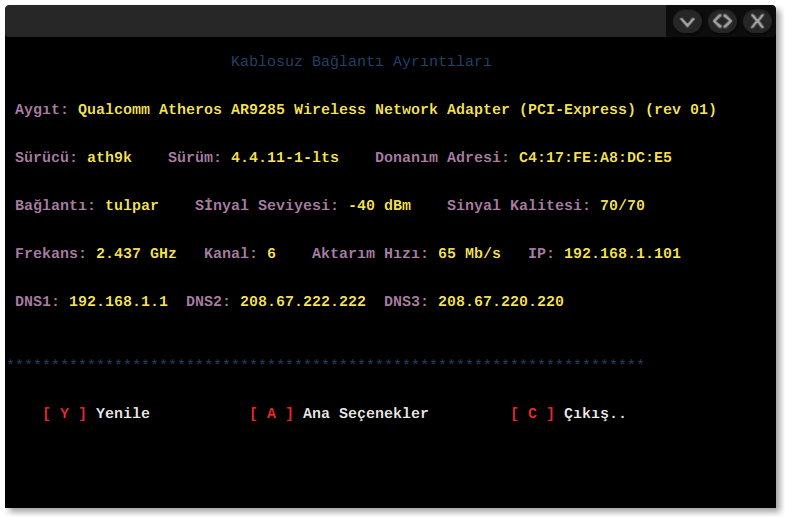 Kablosuz Bağlantı Ayrıntıları
Aygıt: Qualcomm Atheros AR9285 Wireless Network Adapter (PCI-Express) (rev 01)
Sürücü: ath9k Sürüm: 4.4.11-1-lts Donanım Adresi: C4:17:FE:A8:DC:E5
Bağlantı: tulpar Sİnyal Seviyesi: -40 dBm Sinyal Kalitesi: 70/70
Frekans: 2.437 GHz Kanal: 6 Aktarım Hızı: 65 Mb/s IP: 192.168.1.101
DNS1: 192.168.1.1 DNS2: 208.67.222.222 DNS3: 208.67.220.220
***********************************************************************
[ Y ] Yenile [ A ] Ana Seçenekler [ C ] Çıkış..